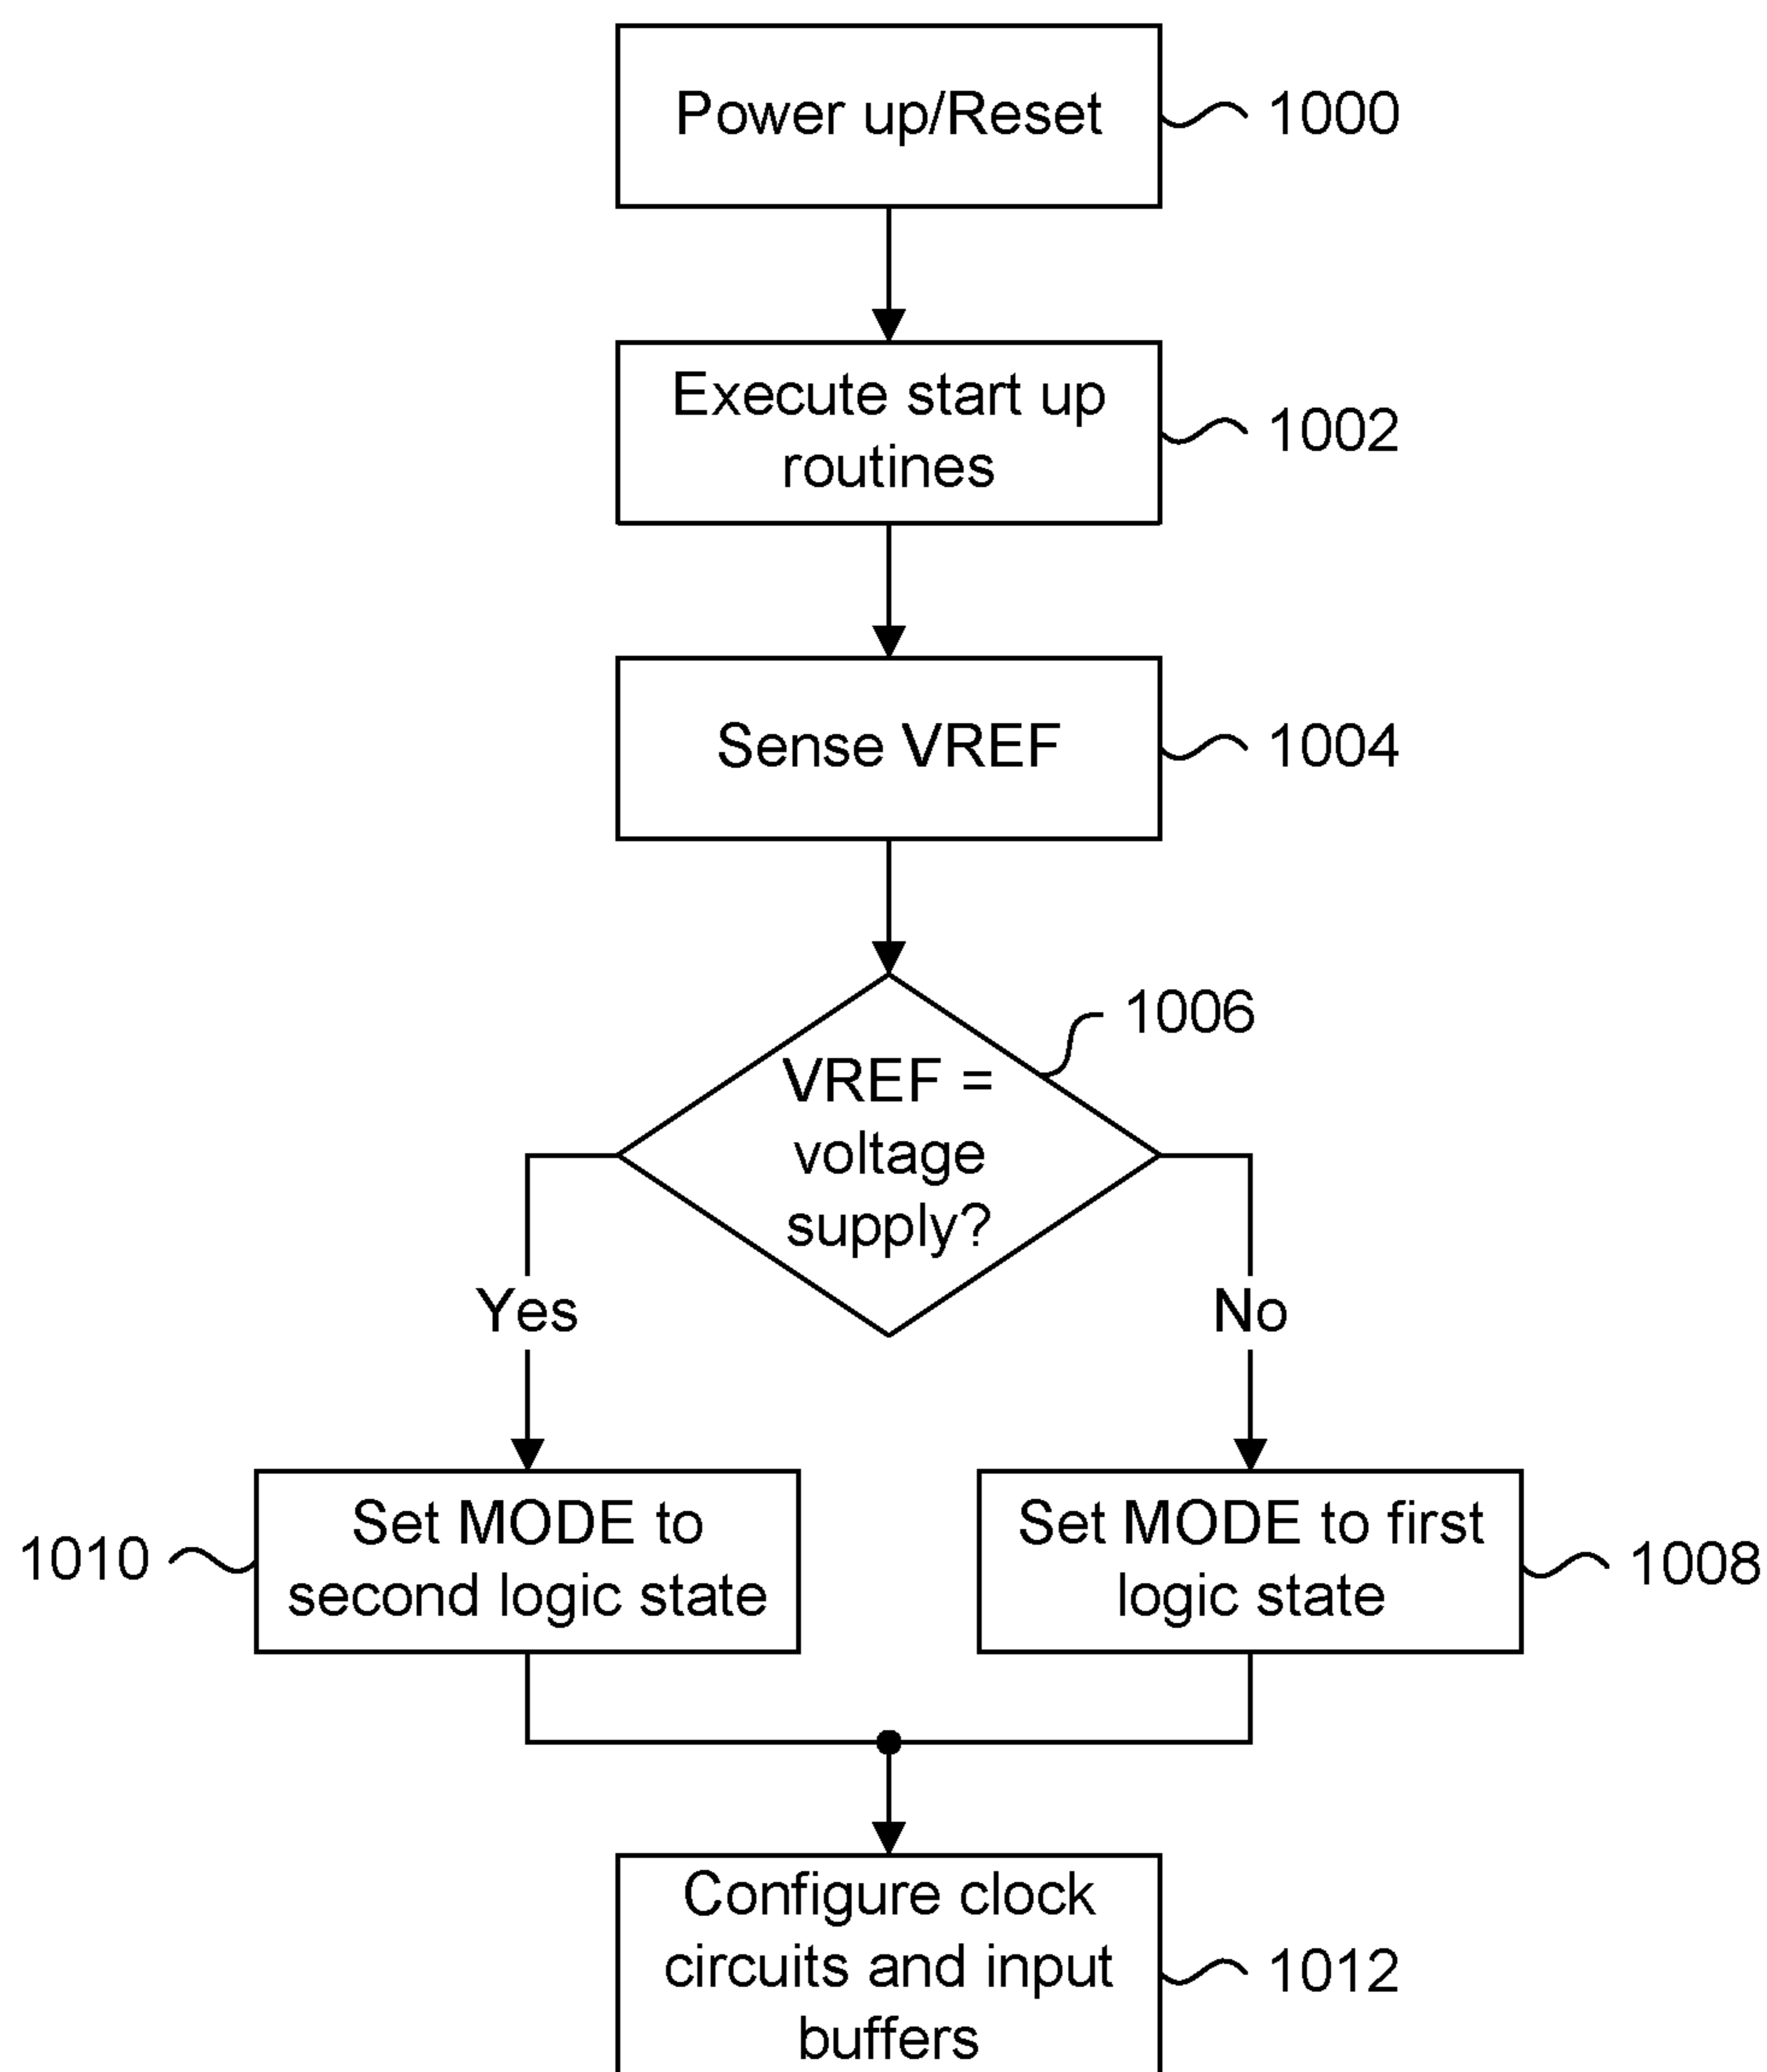 Power up/Reset
1000
Execute start up
routines
1002
Sense VREF
1004
1006
VREF =
voltage
supply?
Yes
No
1010
Set MODE to
second logic state
Set MODE to first
logic state
1008
Configure clock
circuits and input
buffers
1012